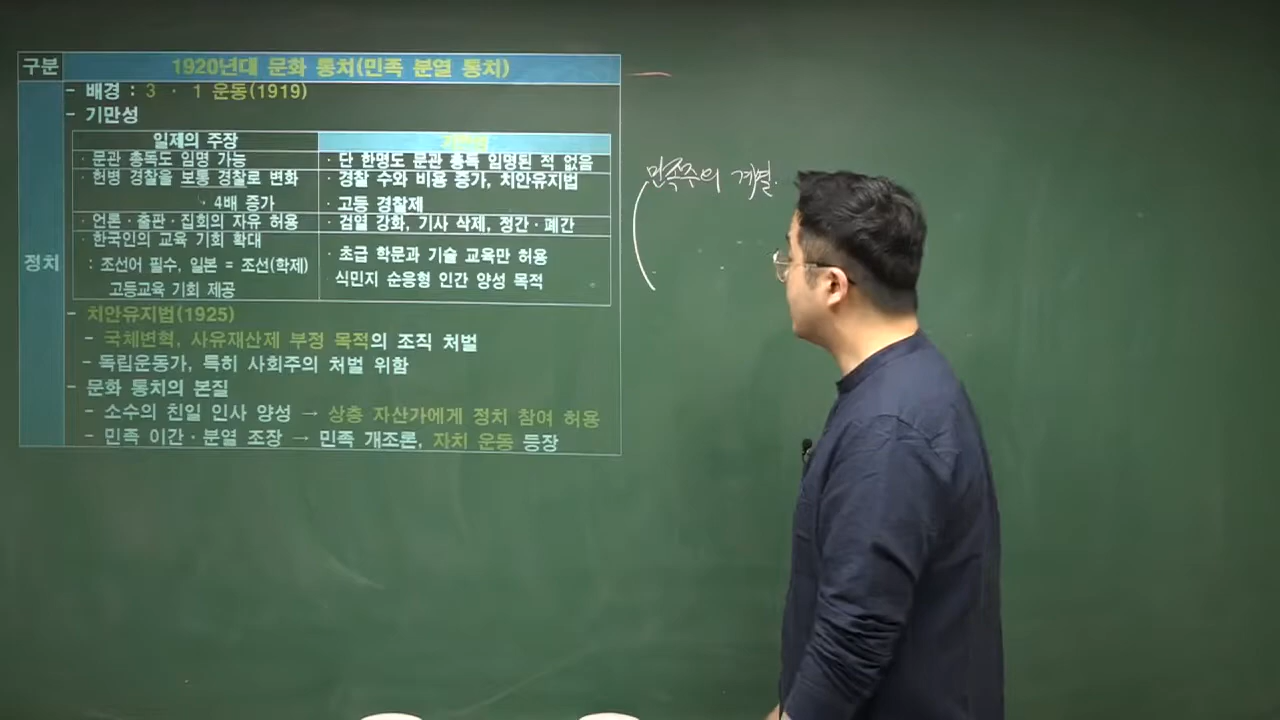 구분
1920년대 문화 통치(민족 분열 통치)
정치
- 배경 : 3 · 1 운동(1919)
- 기만성
일제의 주장
· 문관 총독도 임명 가능
· 단 한명도 문관 총독 임명된 적 없음
· 헌병 경찰을 보통 경찰로 변화
4배 증가
· 경찰 수와 비용 증가, 치안유지법
· 고등 경찰제
· 언론·출판·집회의 자유 허용
· 검열 강화, 기사 삭제, 정간·폐간
· 한국인의 교육 기회 확대
: 조선어 필수, 일본 = 조선(학제)
고등교육 기회 제공
· 초급 학문과 기술 교육만 허용
식민지 순응형 인간 양성 목적
- 치안유지법(1925)
- 국체변혁, 사유재산제 부정 목적의 조직 처벌
- 독립운동가, 특히 사회주의 처벌 위함
- 문화 통치의 본질
- 소수의 친일 인사 양성 → 상층 자산가에게 정치 참여 허용
- 민족 이간·분열 조장 → 민족 개조론, 자치 운동 등장
민족주의 계열.